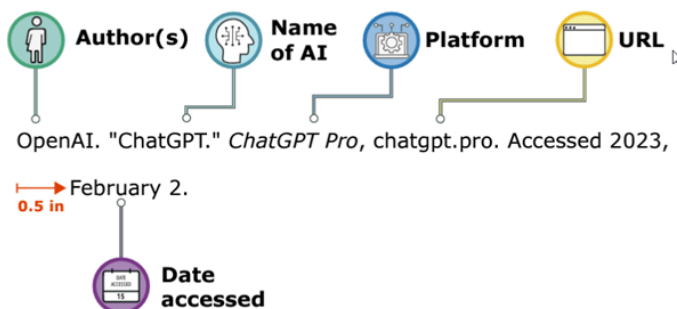 Author(s)
Name
of AI
Platform
URL
OpenAI. "ChatGPT." ChatGPT Pro, chatgpt.pro. Accessed 2023,
0.5 in
February 2.
DATE
ACCESSED
15
Date
accessed